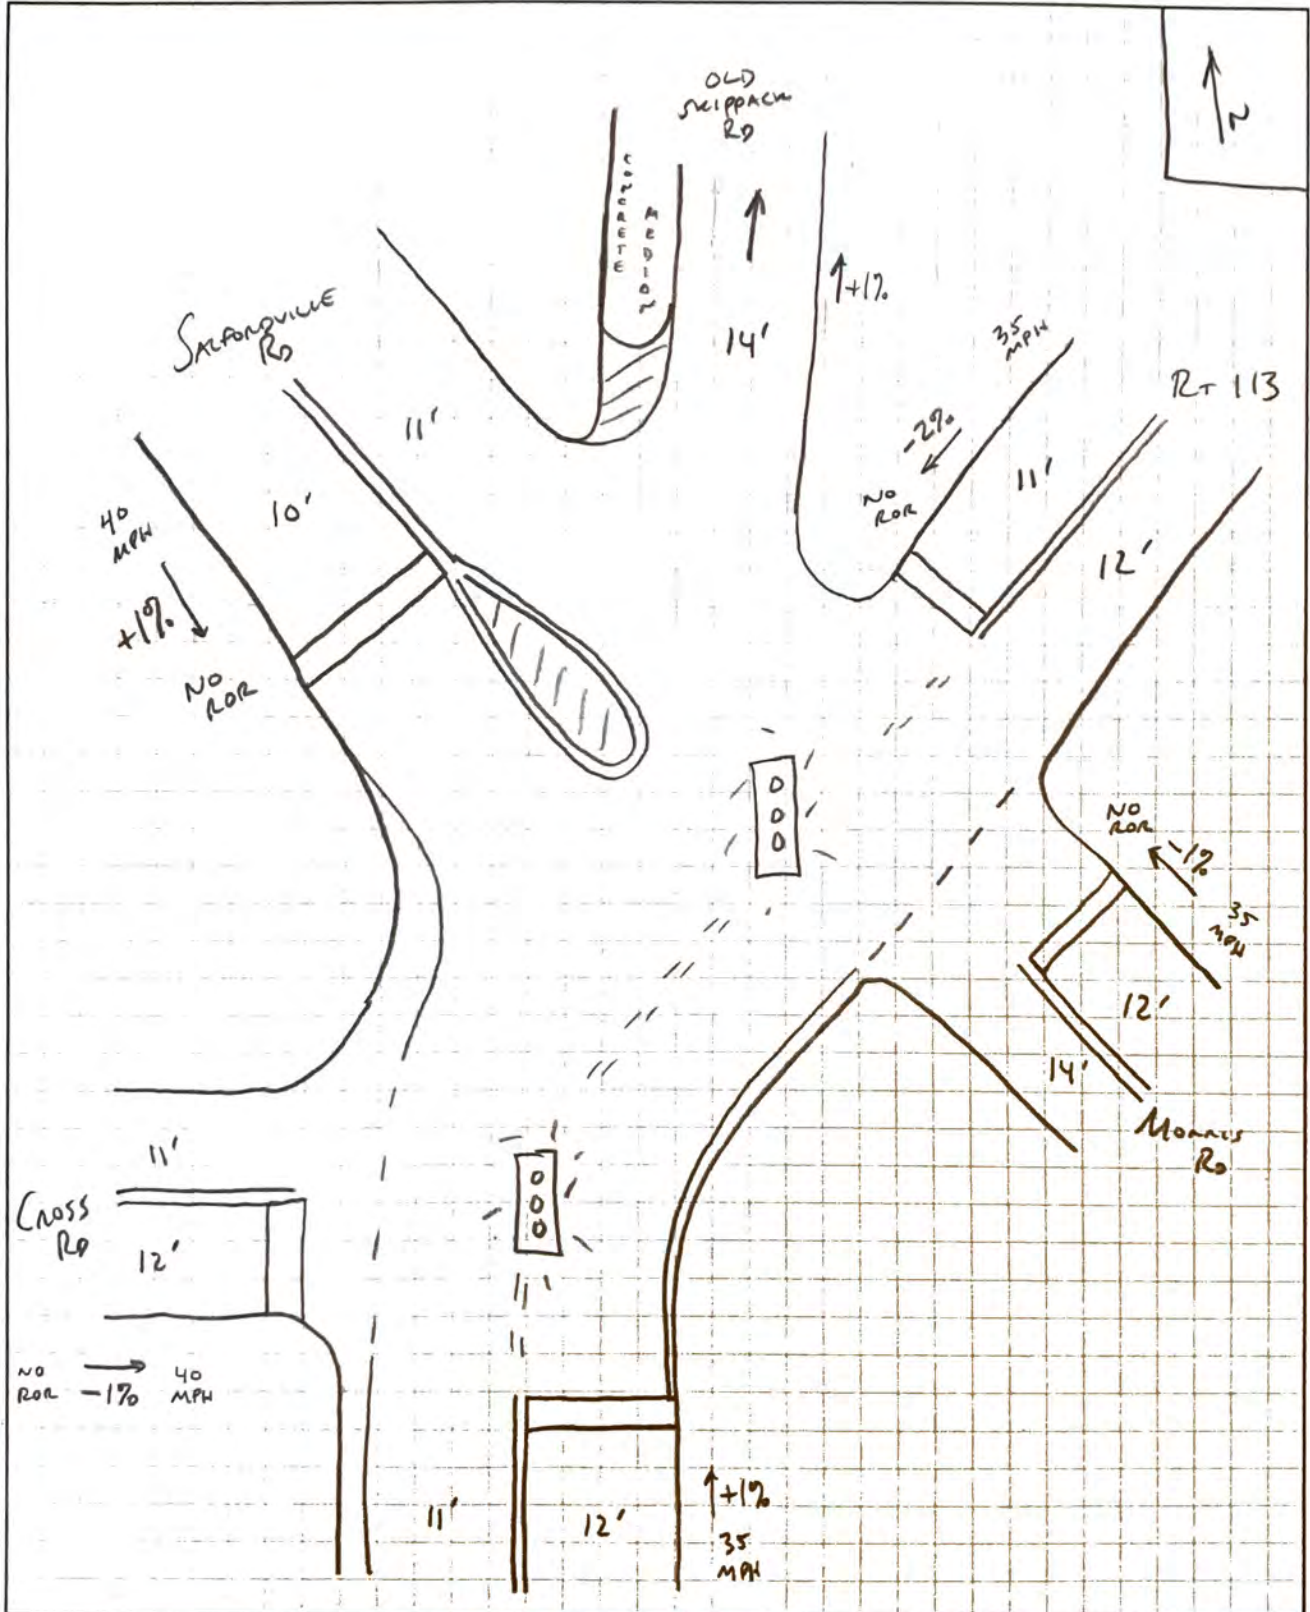 OLD
SKIPPACK
RD
N
CONCRETE
MEDIAN
14'
+1%
35
MPH
RT 113
SALFORDVILLE
RD
11'
-2%
11'
NO
ROR
10'
40
MPH
12'
+1%
NO
ROR
NO
ROR
-1%
35
MPH
12'
14'
MORRIS
RD
11'
CROSS
RD
12'
NO
ROR
-1%
40
MPH
11'
12'
+1%
35
MPH